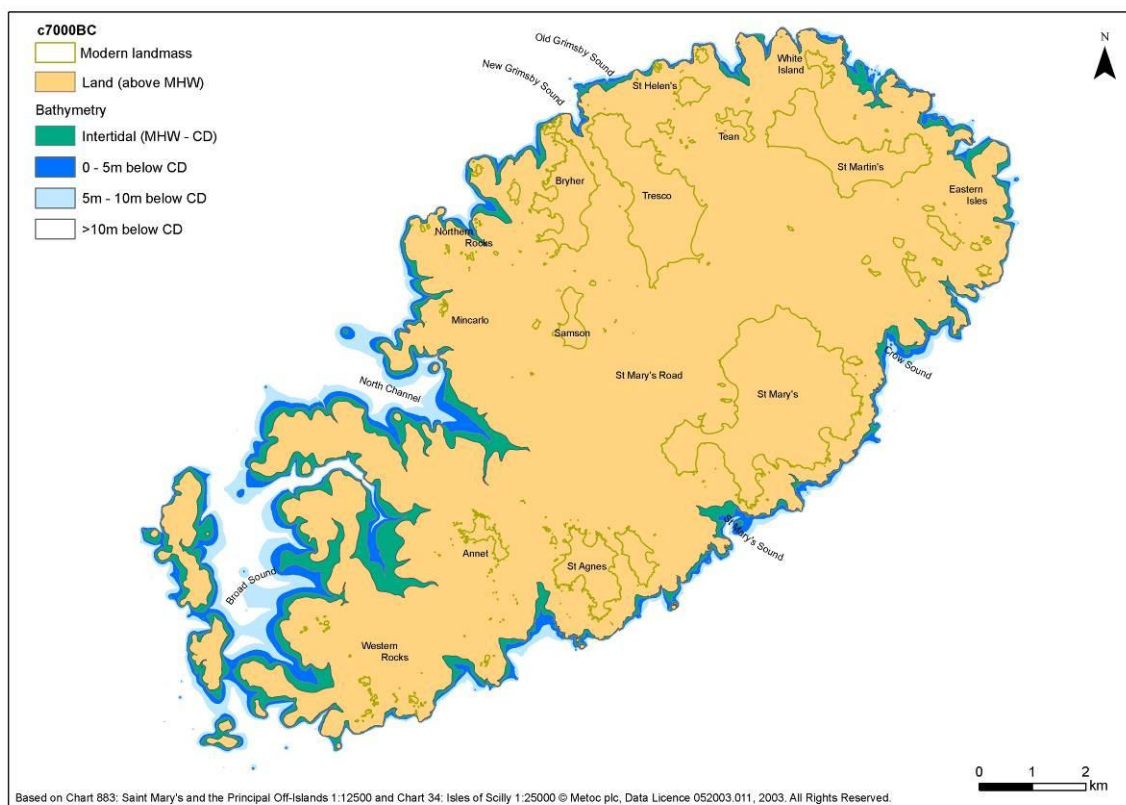 c7000BC
Modern landmass
Land (above MHW)
Bathymetry
Intertidal (MHW - CD)
0 - 5m below CD
5m - 10m below CD
>10m below CD
N
Old Grimsby Sound
New Grimsby Sound
White
Island
St Helen's
Tean
St Martin's
Bryher
Tresco
Eastern
Isles
Northern
Rocks
Mincarlo
Samson
St Mary's Road
Crow Sound
North Channel
St Mary's
St Mary's Sound
Annet
St Agnes
Broad Sound
Western
Rocks
0 1 2
km
Based on Chart 883: Saint Mary's and the Principal Off-Islands 1:12500 and Chart 34: Isles of Scilly 1:25000 © Metoc plc, Data Licence 052003.011, 2003. All Rights Reserved.